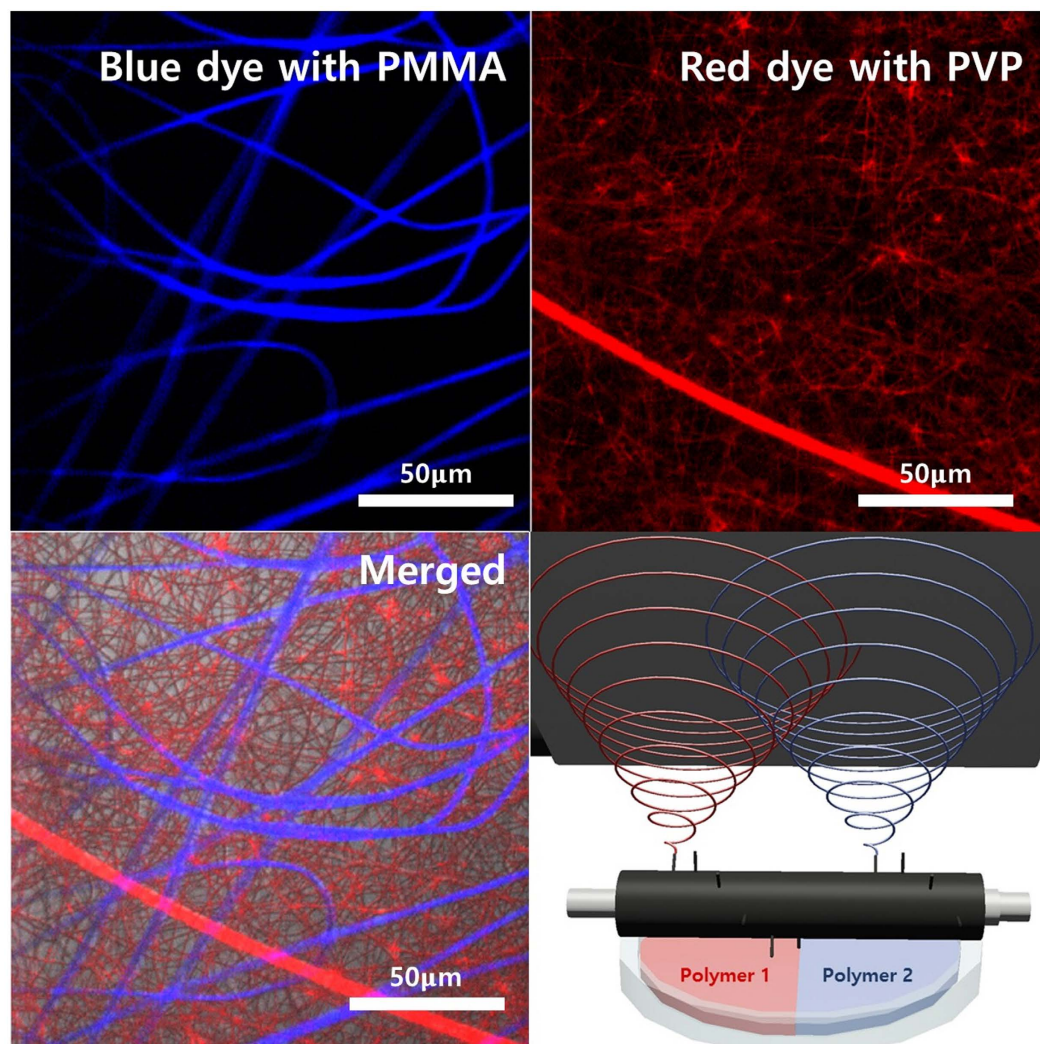 Blue dye with PMMA
Red dye with PVP
50μm
50μm
Merged
50μm
Polymer 1
Polymer 2